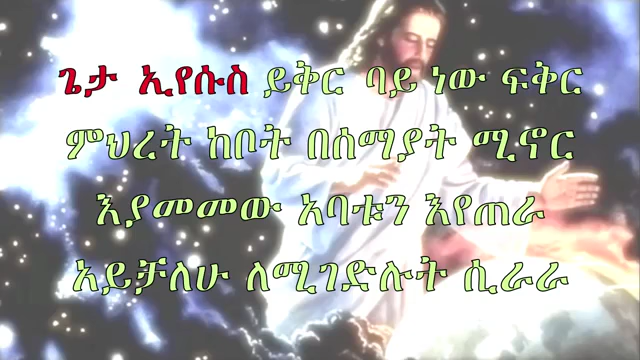 ጌታ ኢየሱስ ይቅር ባይ ነው ፍቅር
ምህረት ከቦት በሰማያት ሚኖር
እያመመው አባቱን እየጠራ
አይቻለሁ ለሚገድሉት ሲራራ